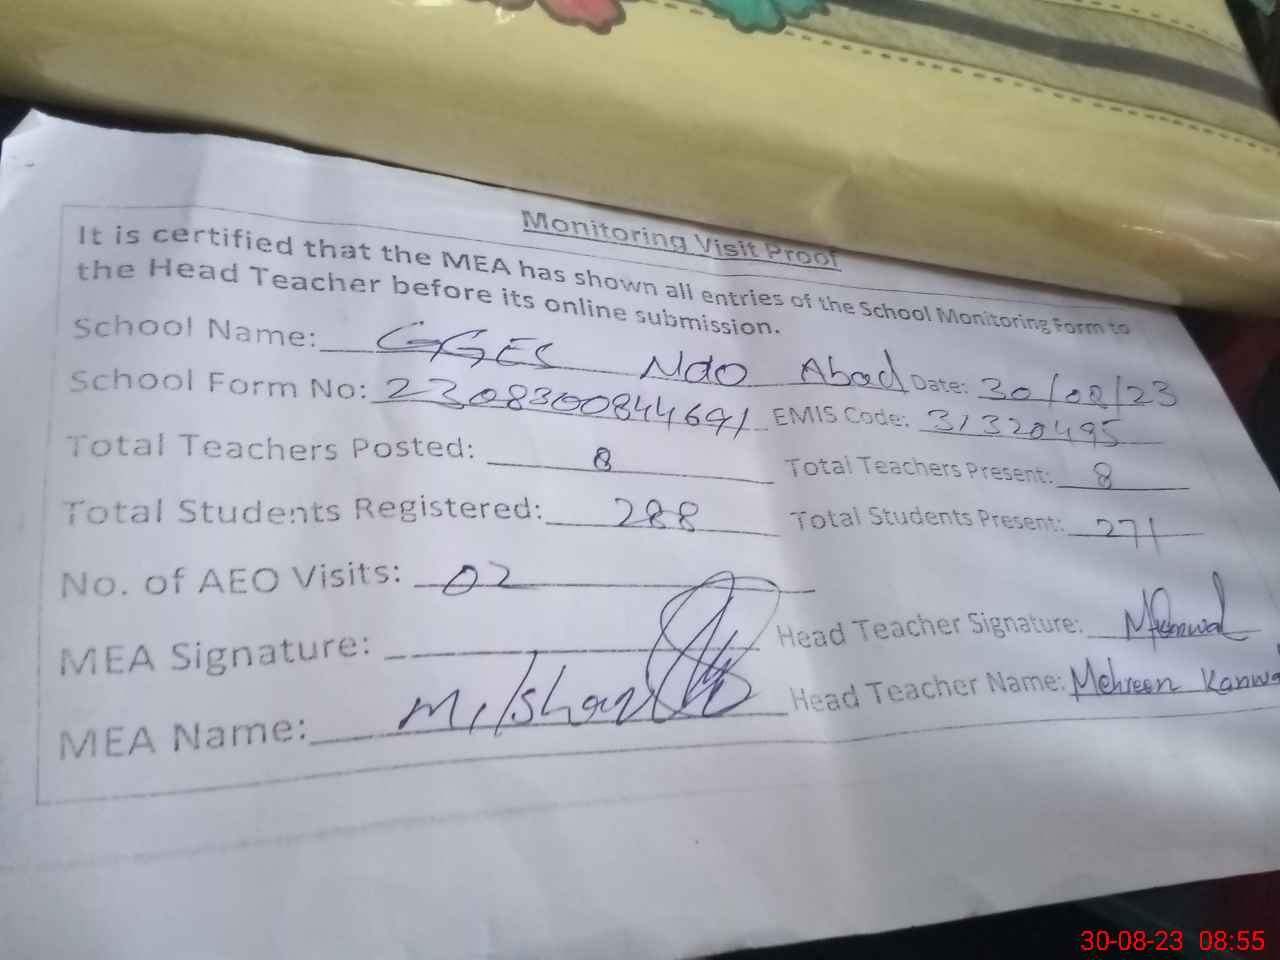 Monitoring Visit Proof
It is certified that the MEA has shown all entries of the School Monitoring Form to
the Head Teacher before its online submission.
School Name: GGES Ndo Abad Date: 30/08/23
School Form No: 2308300844691 EMIS Code: 31320495
Total Teachers Posted: 8 Total Teachers Present: 8
Total Students Registered: 288 Total Students Present: 271
No. of AEO Visits: 02
MEA Signature: Head Teacher Signature:
MEA Name: Head Teacher Name: Mehreen Kanwa
30-08-23 08:55